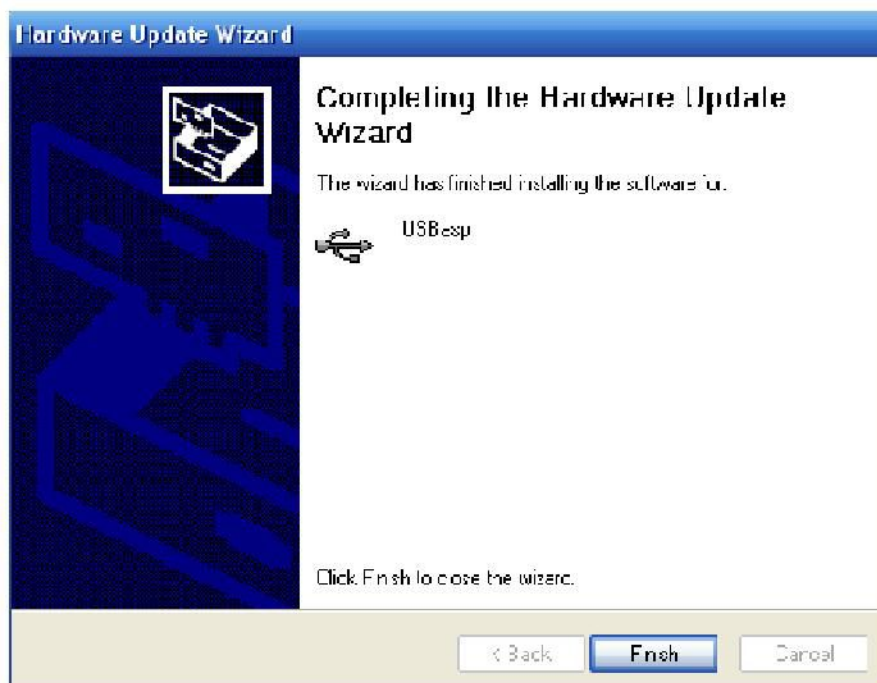 Hardware Update Wizard
Completing the Hardware Update
Wizard
The wizard has finished installing the software for:
USBasp
Click Finish to close the wizard.
< Back
Finish
Cancel